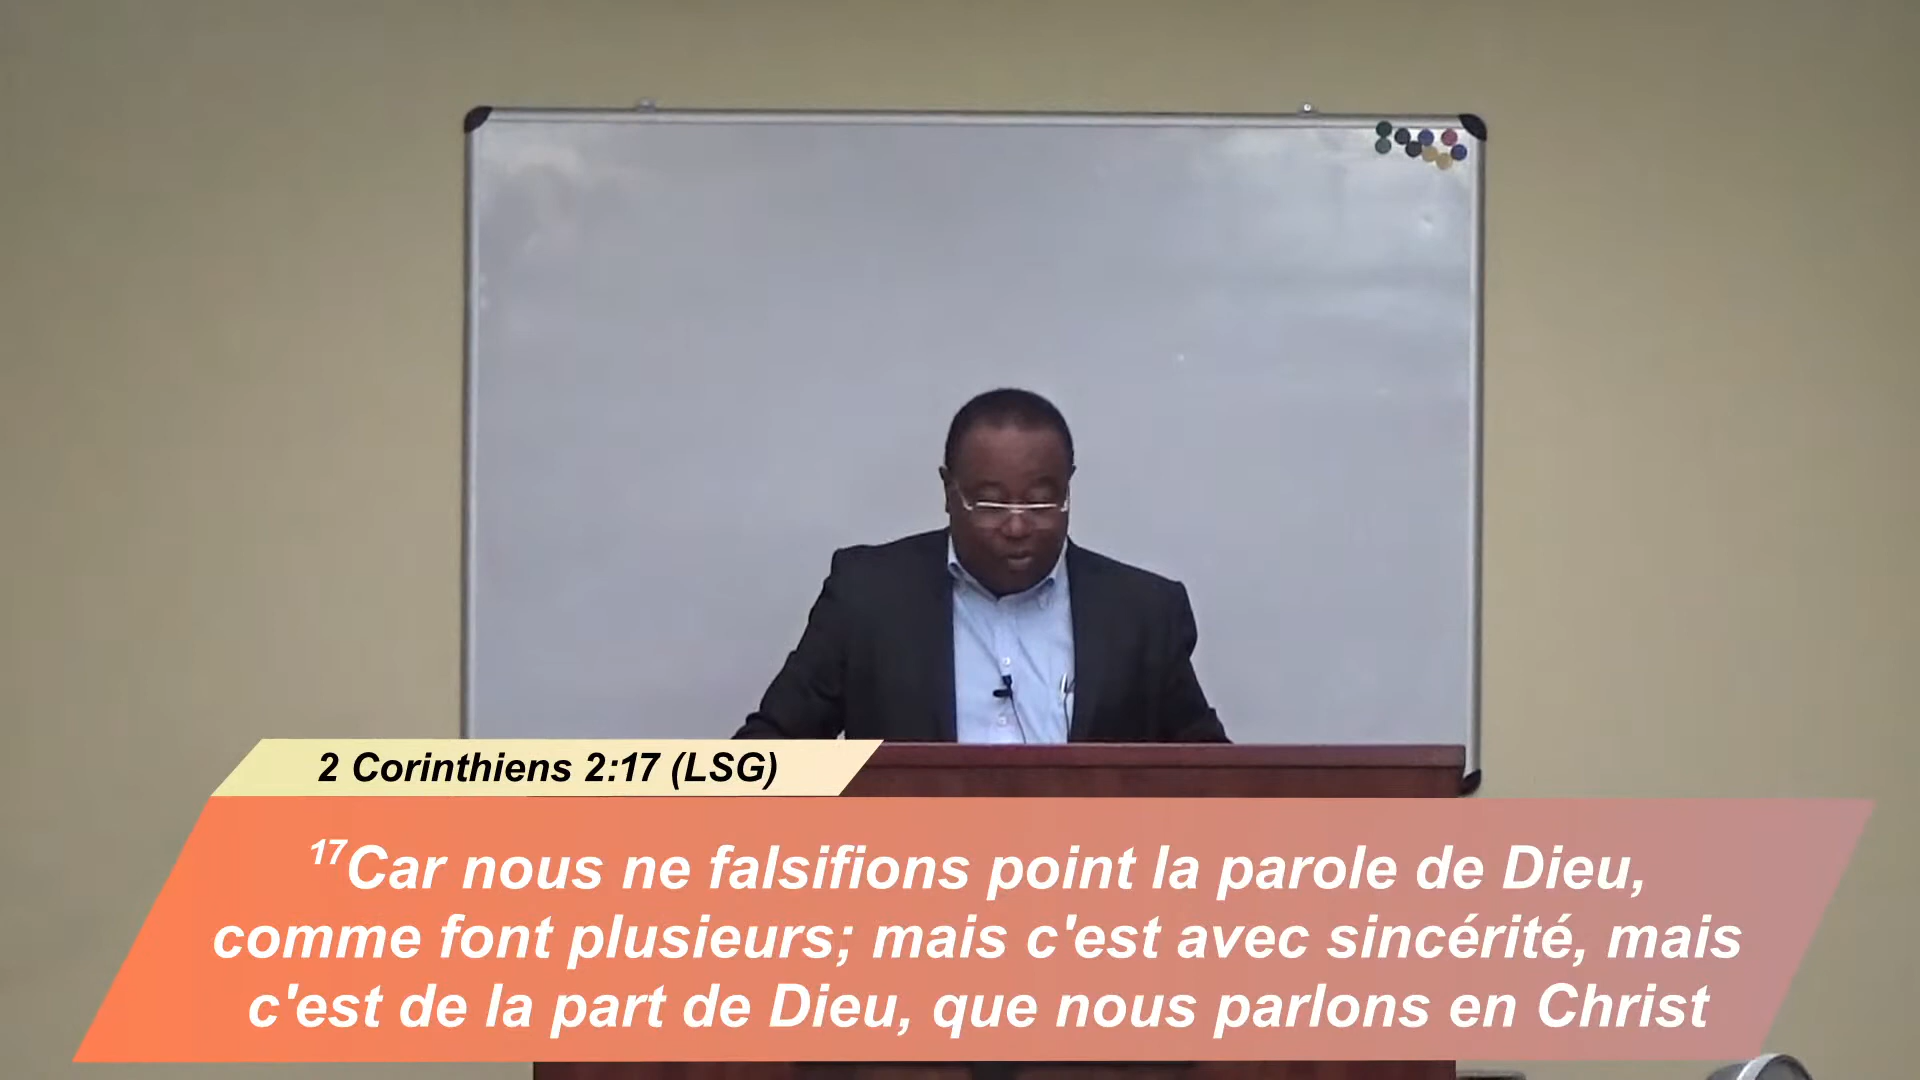 2 Corinthiens 2:17 (LSG)
17Car nous ne falsifions point la parole de Dieu,
comme font plusieurs; mais c'est avec sincérité, mais
c'est de la part de Dieu, que nous parlons en Christ